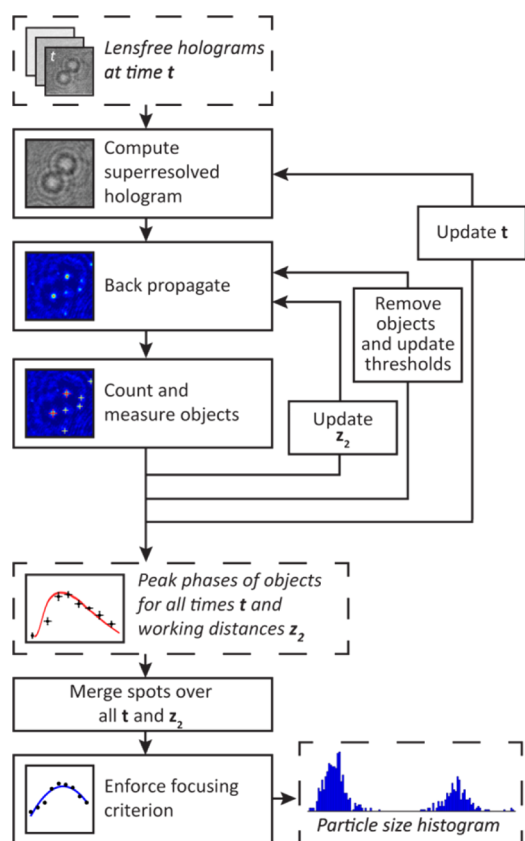 t
Lensfree holograms
at time t
Compute
superresolved
hologram
Update t
Back propagate
Remove
objects
and update
thresholds
Count and
measure objects
Update
z₂
Peak phases of objects
for all times t and
working distances z₂
Merge spots over
all t and z₂
Enforce focusing
criterion
Particle size histogram